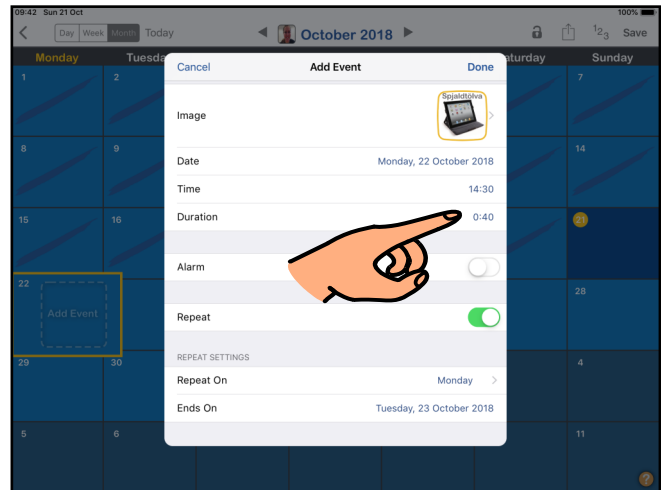 09:42 Sun 21 Oct 100%
Day Week Month Today October 2018 1²₃ Save
Monday Tuesda turday Sunday
Cancel Add Event Done
1 2 7
Spjaldtölva
Image
8 9 14
Date Monday, 22 October 2018
Time 14:30
Duration 0:40
15 16 21
Alarm
22 28
Add Event
Repeat
REPEAT SETTINGS
29 30 4
Repeat On Monday
Ends On Tuesday, 23 October 2018
5 6 11
?